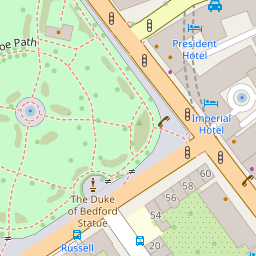 oe Path
President
Hotel
Imperial
Hotel
The Duke
of Bedford
Statue
Russell
60
58
56
54
20